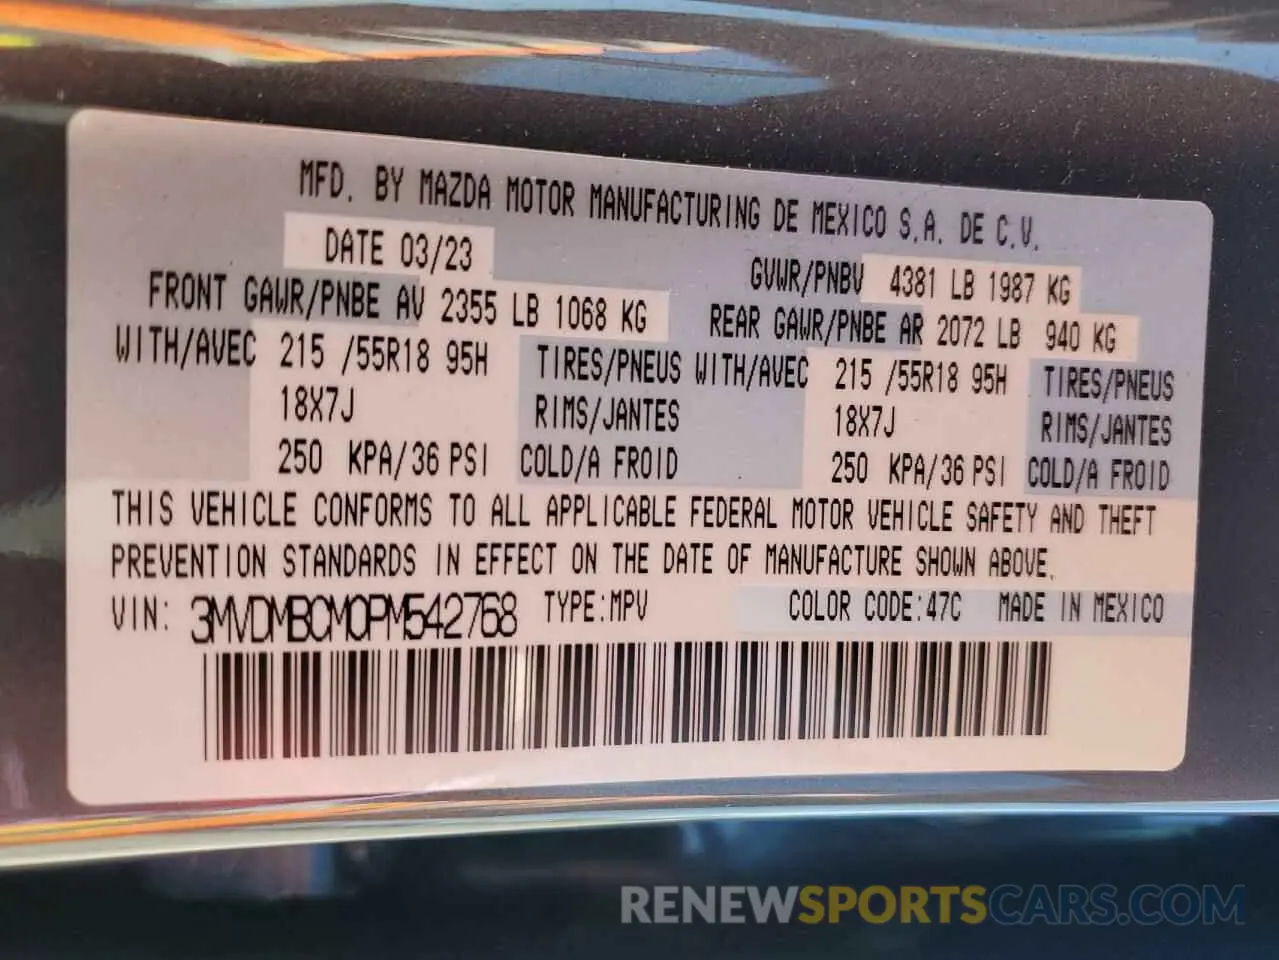 MFD. BY MAZDA MOTOR MANUFACTURING DE MEXICO S.A. DE C.V.
DATE 03/23
GVWR/PNBV 4381 LB 1987 KG
FRONT GAWR/PNBE AV 2355 LB 1068 KG
REAR GAWR/PNBE AR 2072 LB 940 KG
WITH/AVEC 215 /55R18 95H TIRES/PNEUS WITH/AVEC 215 /55R18 95H TIRES/PNEUS
18X7J RIMS/JANTES 18X7J RIMS/JANTES
250 KPA/36 PSI COLD/A FROID 250 KPA/36 PSI COLD/A FROID
THIS VEHICLE CONFORMS TO ALL APPLICABLE FEDERAL MOTOR VEHICLE SAFETY AND THEFT
PREVENTION STANDARDS IN EFFECT ON THE DATE OF MANUFACTURE SHOWN ABOVE.
VIN: 3MVDMBCM0PM542768 TYPE:MPV COLOR CODE:47C MADE IN MEXICO
RENEWSPORTSCARS.COM